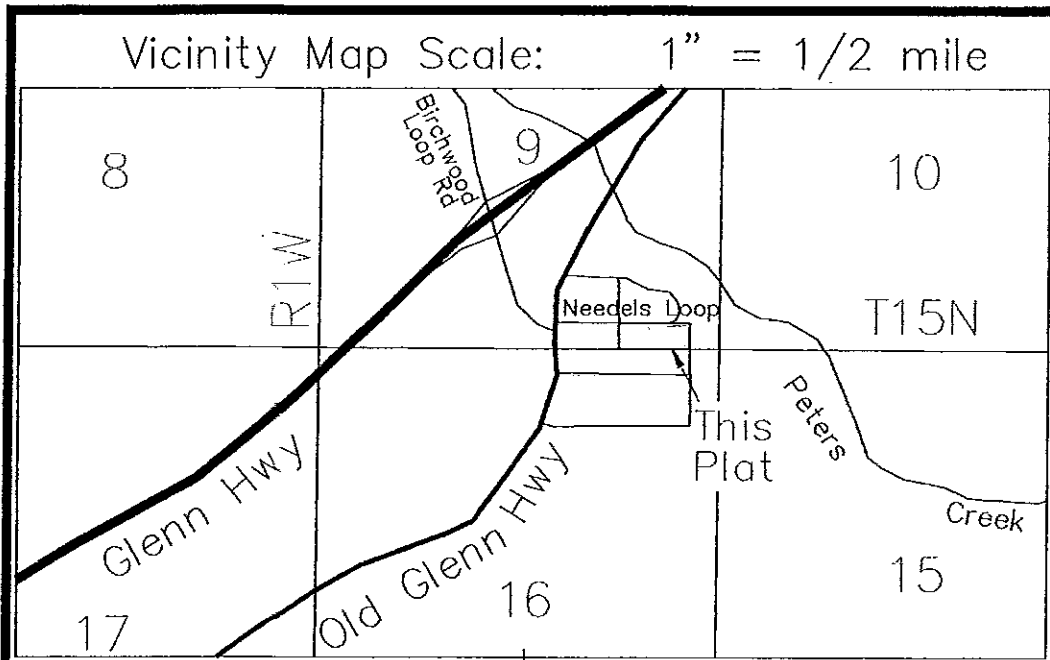 Vicinity Map Scale: 1" = 1/2 mile
8
Birchwood
Loop Rd
9
10
R1W
Needels Loop
T15N
Peters
Creek
This
Plat
Glenn Hwy
Old Glenn Hwy
17
16
15